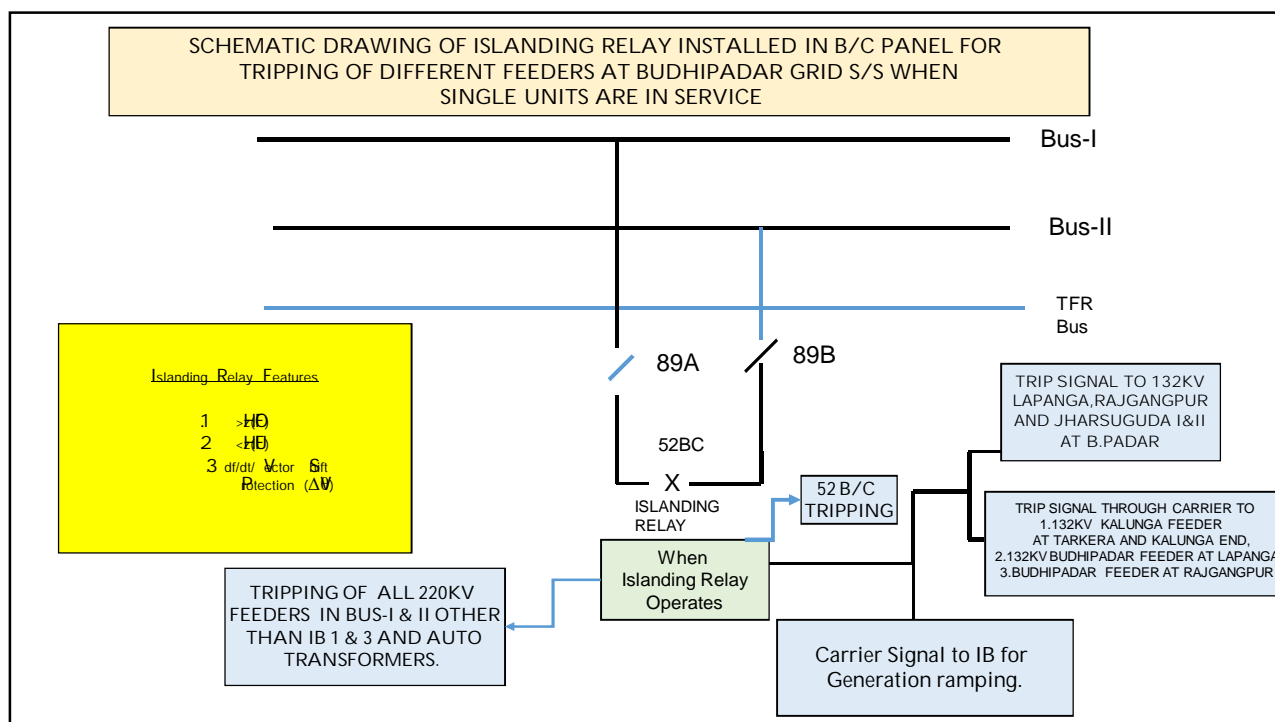 SCHEMATIC DRAWING OF ISLANDING RELAY INSTALLED IN B/C PANEL FOR
TRIPPING OF DIFFERENT FEEDERS AT BUDHIPADAR GRID S/S WHEN
SINGLE UNITS ARE IN SERVICE
Bus-I
Bus-II
TFR
Bus
Islanding Relay Features
.1
2
.3 df/dt/
89A
89B
52BC
X
ISLANDING
RELAY
52 B/C
TRIPPING
When
Islanding Relay
Operates
TRIPPING OF ALL 220KV
FEEDERS IN BUS-I & II OTHER
THAN IB 1 & 3 AND AUTO
TRANSFORMERS.
TRIP SIGNAL TO 132KV
LAPANGA,RAJGANGPUR
AND JHARSUGUDA I&II
AT B.PADAR
TRIP SIGNAL THROUGH CARRIER TO
1.132KV KALUNGA FEEDER
AT TARKERA AND KALUNGA END,
2.132KV BUDHIPADAR FEEDER AT LAPANGA
3.BUDHIPADAR FEEDER AT RAJGANGPUR
Carrier Signal to IB for
Generation ramping.